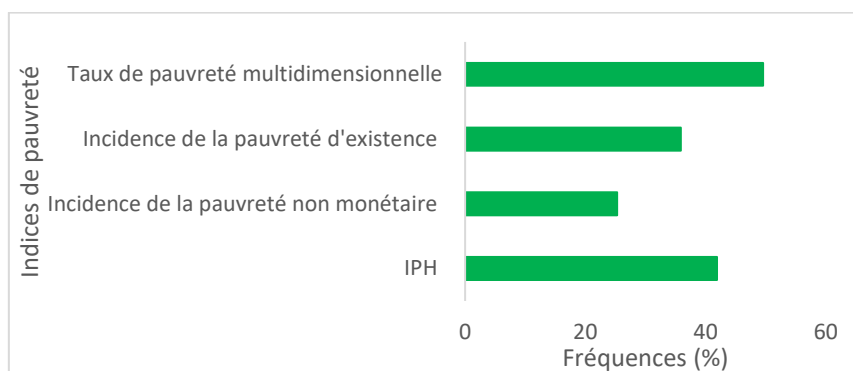 Indices de pauvreté
Taux de pauvreté multidimensionnelle
Incidence de la pauvreté d'existence
Incidence de la pauvreté non monétaire
IPH
0 20 40 60
Fréquences (%)